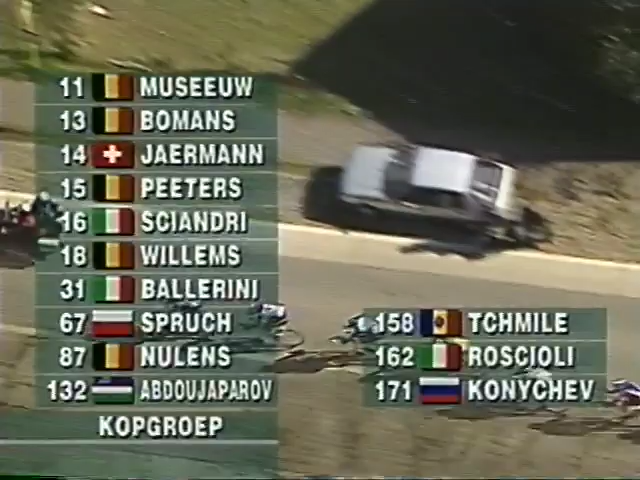 11 MUSEEUW
13 BOMANS
14 JAERMANN
15 PEETERS
16 SCIANDRI
18 WILLEMS
31 BALLERINI
67 SPRUCH
87 NULENS
132 ABDOUJAPAROV
KOPGROEP
158 TCHMILE
162 ROSCIOLI
171 KONYCHEV